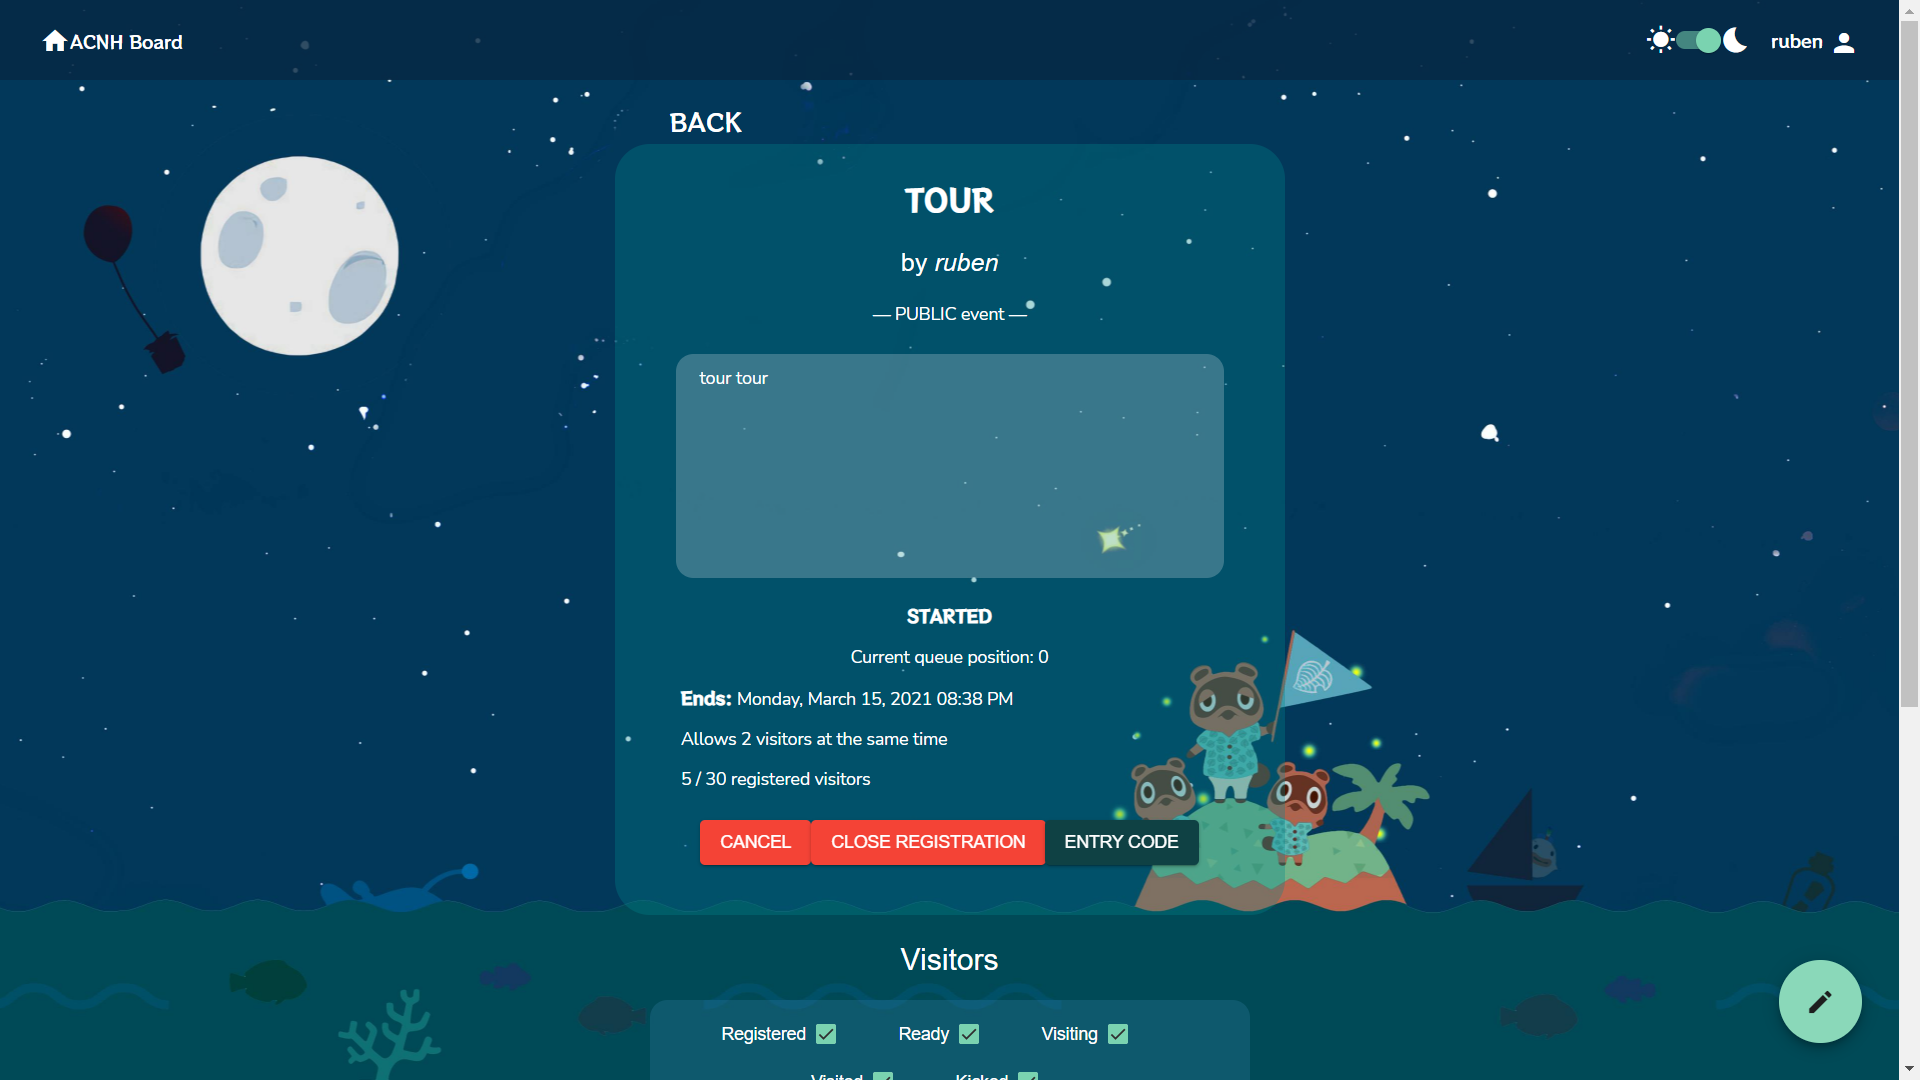 ACNH Board
ruben
BACK
TOUR
by ruben
— PUBLIC event —
tour tour
STARTED
Current queue position: 0
Ends: Monday, March 15, 2021 08:38 PM
Allows 2 visitors at the same time
5 / 30 registered visitors
CANCEL CLOSE REGISTRATION ENTRY CODE
Visitors
Registered Ready Visiting
Visited Kicked